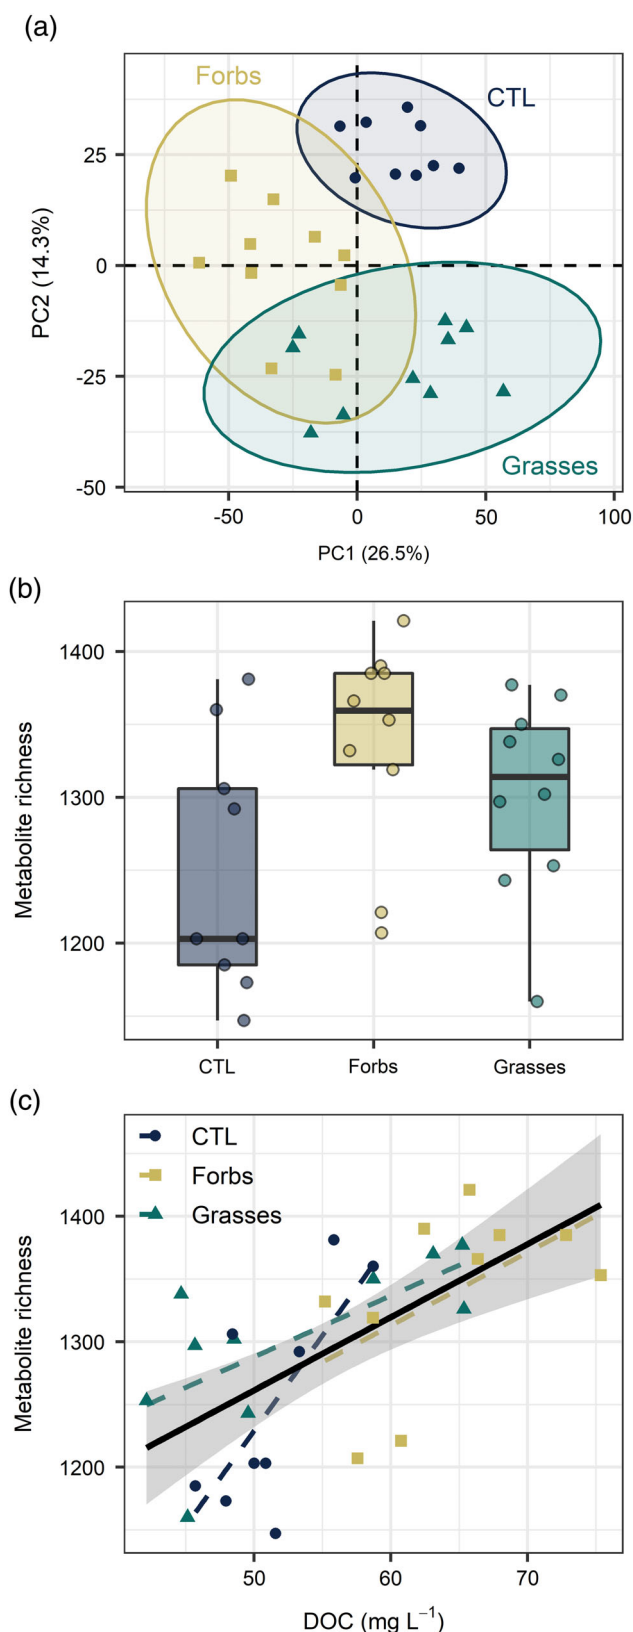 (a)
Forbs
CTL
25
0
-25
-50
PC2 (14.3%)
Grasses
-50
0
50
100
PC1 (26.5%)
(b)
1400
1300
1200
Metabolite richness
CTL
Forbs
Grasses
(c)
CTL
Forbs
Grasses
1400
1300
1200
Metabolite richness
50
60
70
DOC (mg L⁻¹)